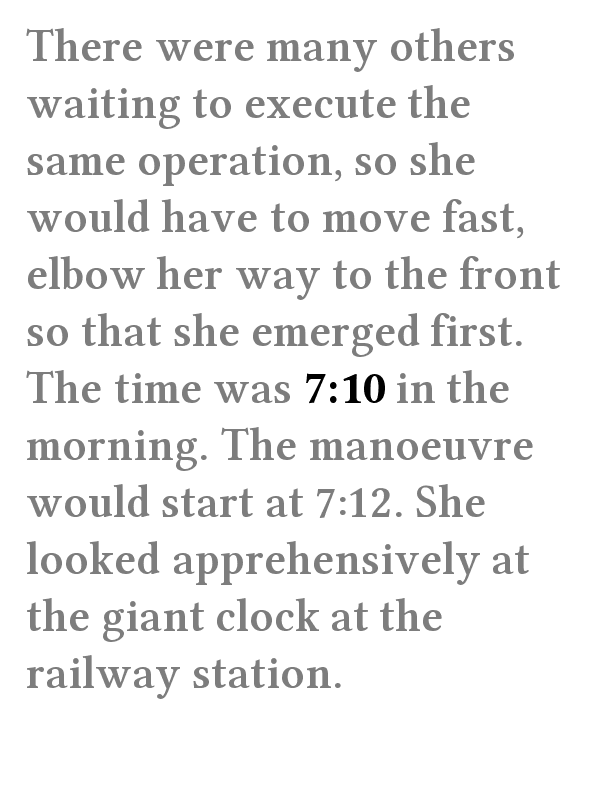 There were many others
waiting to execute the
same operation, so she
would have to move fast,
elbow her way to the front
so that she emerged first.
The time was 7:10 in the
morning. The manoeuvre
would start at 7:12. She
looked apprehensively at
the giant clock at the
railway station.